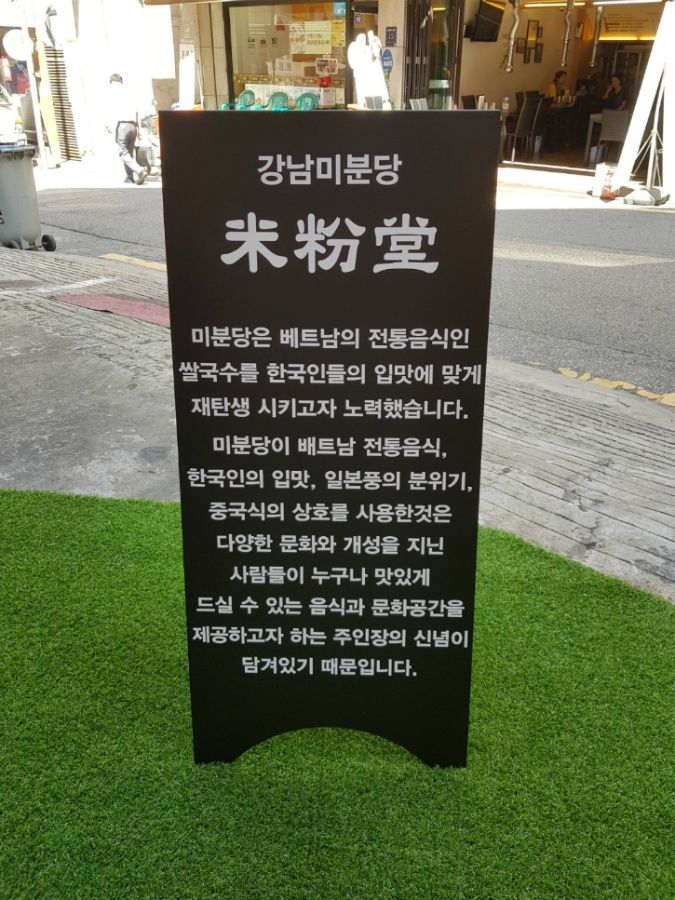 강남미분당
米粉堂
미분당은 베트남의 전통음식인
쌀국수를 한국인들의 입맛에 맞게
재탄생 시키고자 노력했습니다.
미분당이 배트남 전통음식,
한국인의 입맛, 일본풍의 분위기,
중국식의 상호를 사용한것은
다양한 문화와 개성을 지닌
사람들이 누구나 맛있게
드실 수 있는 음식과 문화공간을
제공하고자 하는 주인장의 신념이
담겨있기 때문입니다.